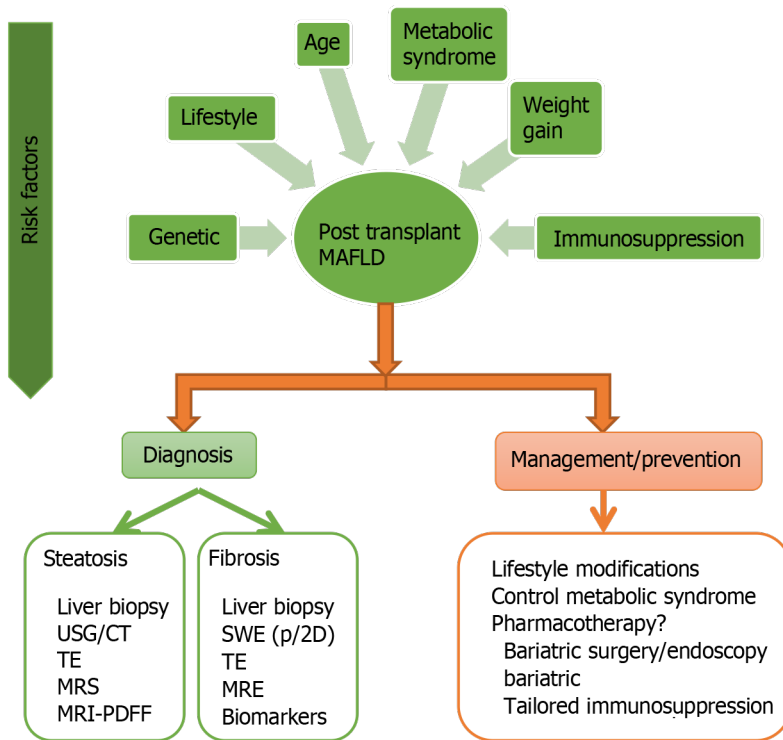 Risk factors
Age
Metabolic
syndrome
Lifestyle
Weight
gain
Genetic
Post transplant
MAFLD
Immunosuppression
Diagnosis
Management/prevention
Steatosis
Liver biopsy
USG/CT
TE
MRS
MRI-PDFF
Fibrosis
Liver biopsy
SWE (p/2D)
TE
MRE
Biomarkers
Lifestyle modifications
Control metabolic syndrome
Pharmacotherapy?
Bariatric surgery/endoscopy
bariatric
Tailored immunosuppression